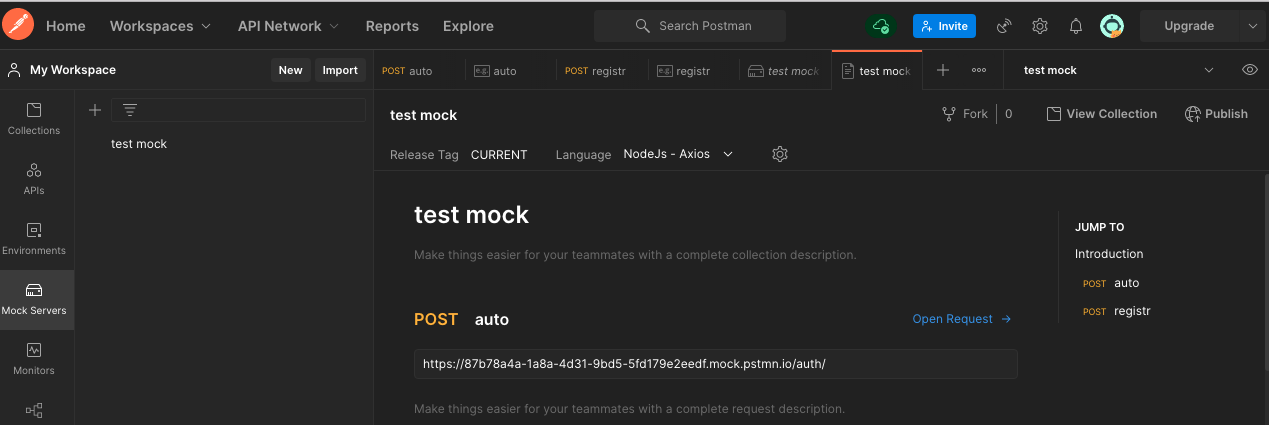 Home Workspaces API Network Reports Explore Search Postman Invite Upgrade
My Workspace New Import POST auto e.g. auto POST registr e.g. registr test mock test mock test mock
test mock Fork 0 View Collection Publish
Collections
test mock
Release Tag CURRENT Language NodeJs - Axios
APIs
test mock
JUMP TO
Environments
Make things easier for your teammates with a complete collection description.
Introduction
POST auto
Mock Servers
POST auto Open Request →
POST registr
https://87b78a4a-1a8a-4d31-9bd5-5fd179e2eedf.mock.pstmn.io/auth/
Monitors
Make things easier for your teammates with a complete request description.